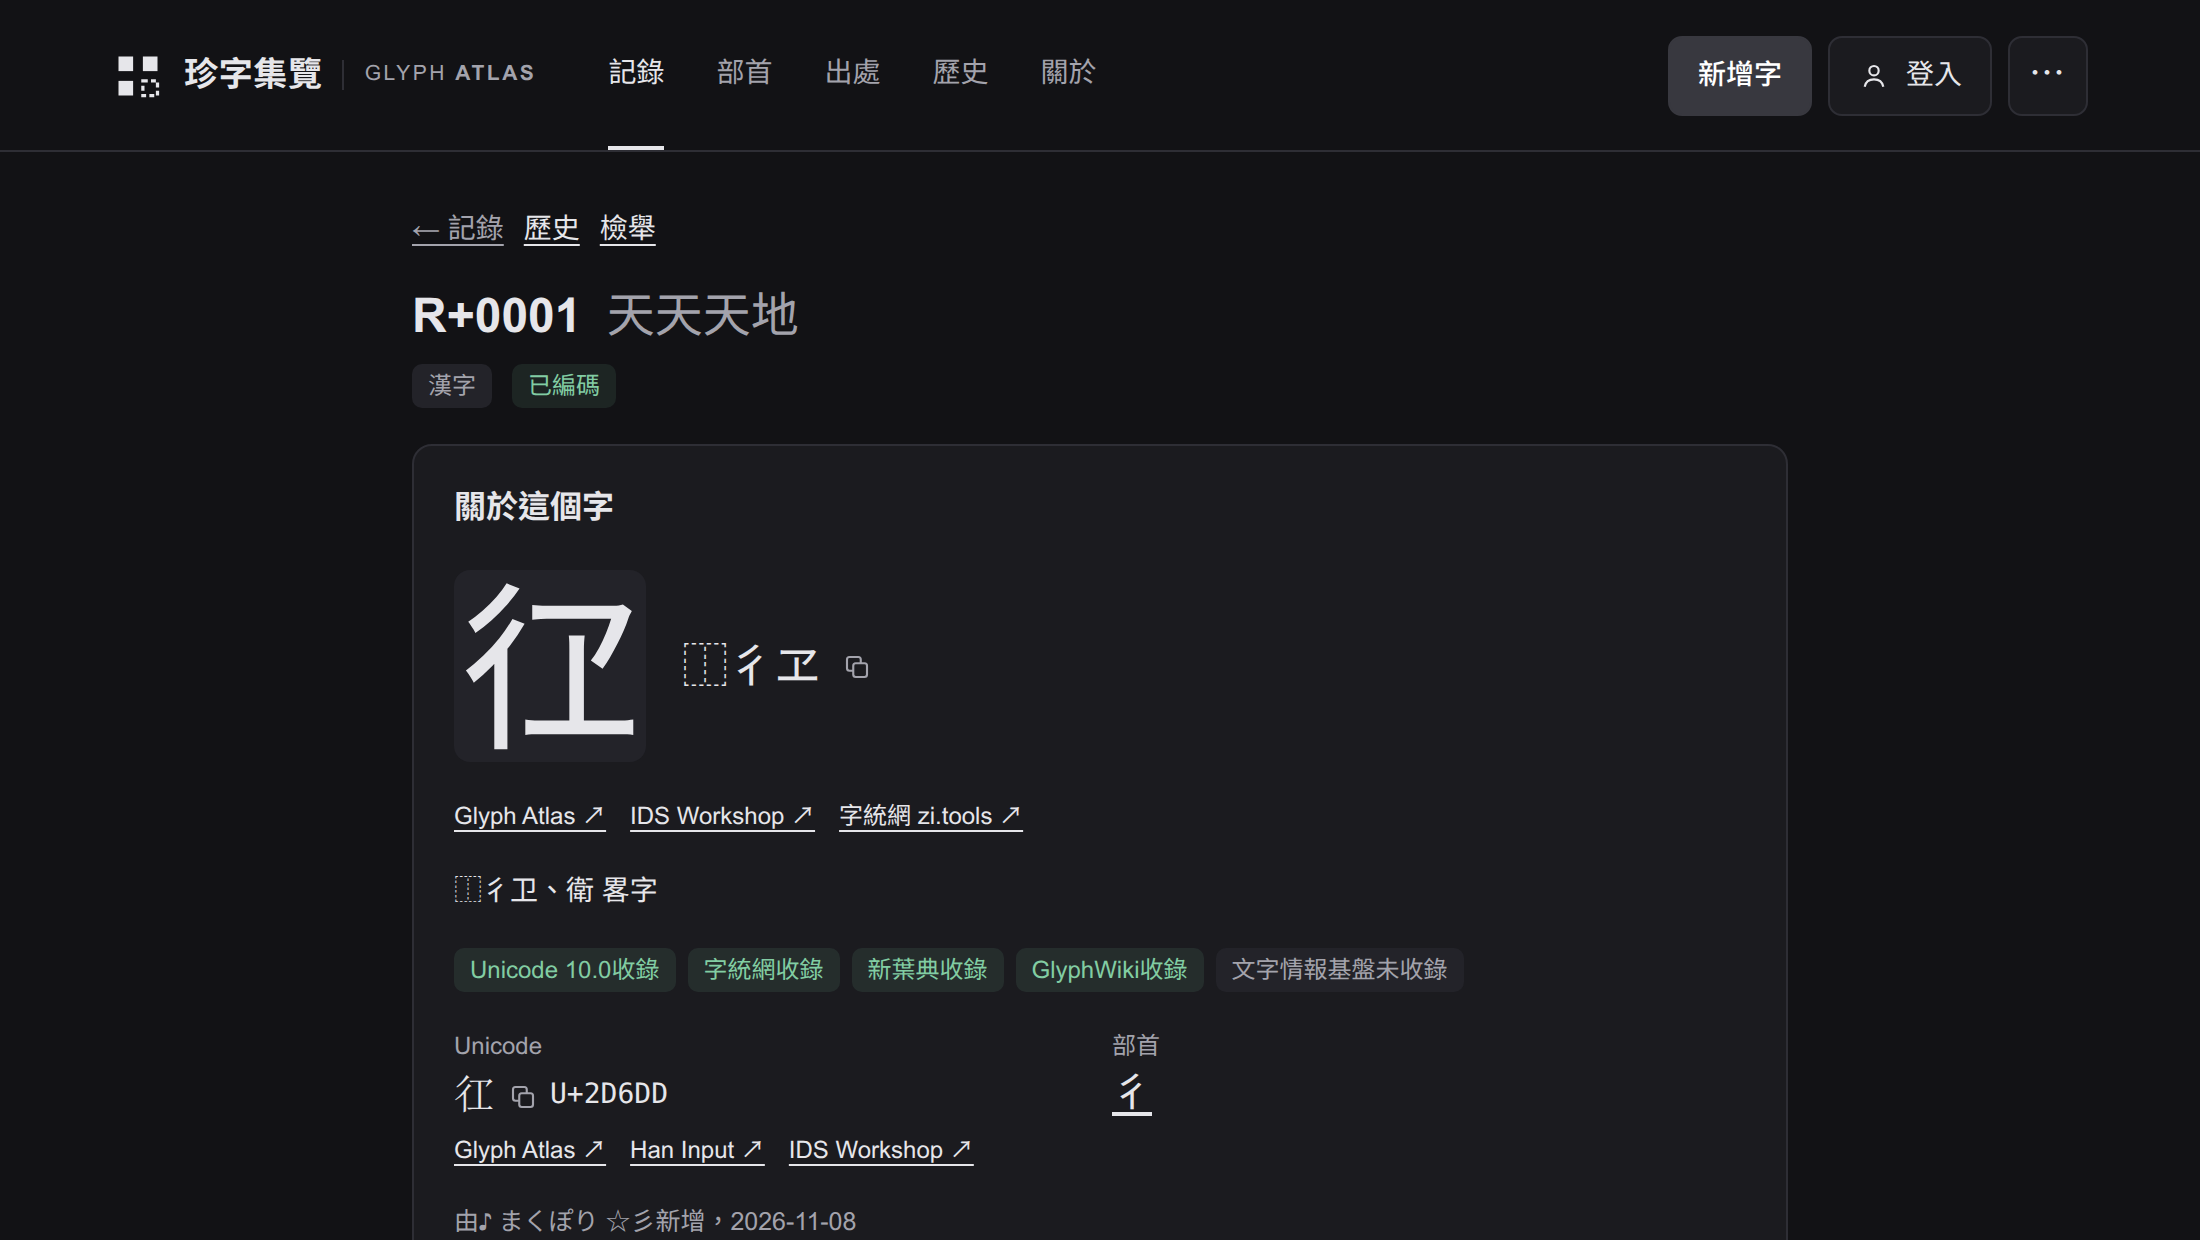 珍字集覽 GLYPH ATLAS 記錄 部首 出處 歷史 關於 新增字 登入 ⋯
← 記錄 歷史 檢舉
R+0001 天天天地
漢字 已編碼
關於這個字
𭛝 ⿰彳㔿
Glyph Atlas ↗ IDS Workshop ↗ 字統網 zi.tools ↗
⿰彳卫、衛 畧字
Unicode 10.0收錄 字統網收錄 新葉典收錄 GlyphWiki收錄 文字情報基盤未收錄
Unicode 部首
𭛝 U+2D6DD 彳
Glyph Atlas ↗ Han Input ↗ IDS Workshop ↗
由♪ まくぽり ☆彡新增，2026-11-08